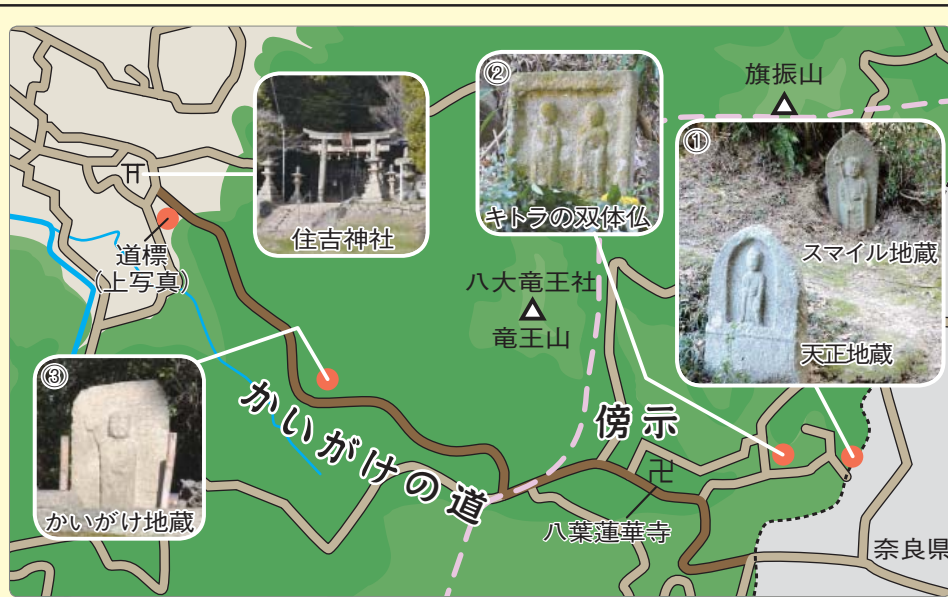 ②
旗振山
①
住吉神社
キトラの双体仏
スマイル地蔵
道標
(上写真)
八大竜王社
竜王山
天正地蔵
③
かいがけの道
傍示
かいがけ地蔵
八葉蓮華寺
奈良県